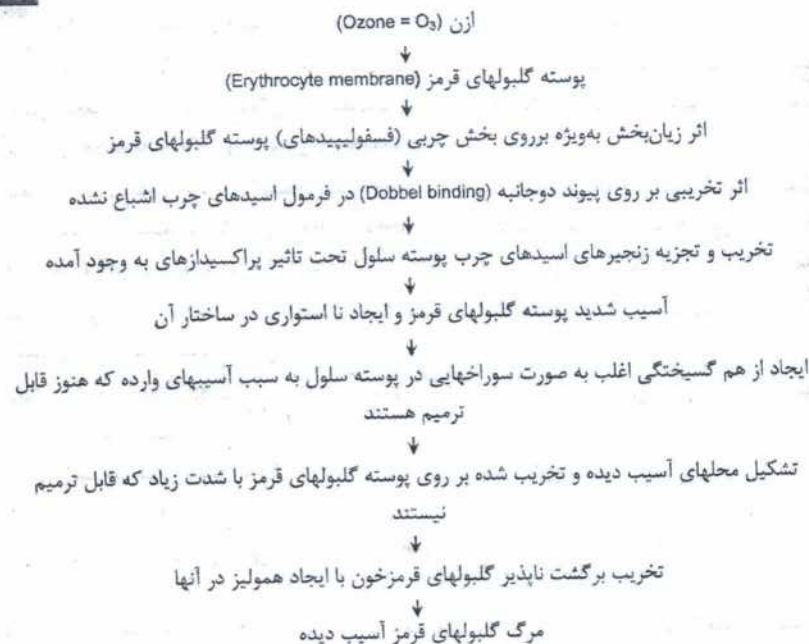 ازن (Ozone = O₃)
پوسته گلبولهای قرمز (Erythrocyte membrane)
اثر زیان‌بخش به‌ویژه برروی بخش چربی (فسفولیپیدهای) پوسته گلبولهای قرمز
اثر تخریبی بر روی پیوند دوجانبه (Dobbel binding) در فرمول اسیدهای چرب اشباع نشده
تخریب و تجزیه زنجیرهای اسیدهای چرب پوسته سلول تحت تاثیر پراکسیدازهای به وجود آمده
آسیب شدید پوسته گلبولهای قرمز و ایجاد نا استواری در ساختار آن
ایجاد از هم گسیختگی اغلب به صورت سوراخهایی در پوسته سلول به سبب آسیبهای وارده که هنوز قابل
ترمیم هستند
تشکیل محلهای آسیب دیده و تخریب شده بر روی پوسته گلبولهای قرمز با شدت زیاد که قابل ترمیم
نیستند
تخریب برگشت ناپذیر گلبولهای قرمزخون با ایجاد همولیز در آنها
مرگ گلبولهای قرمز آسیب دیده